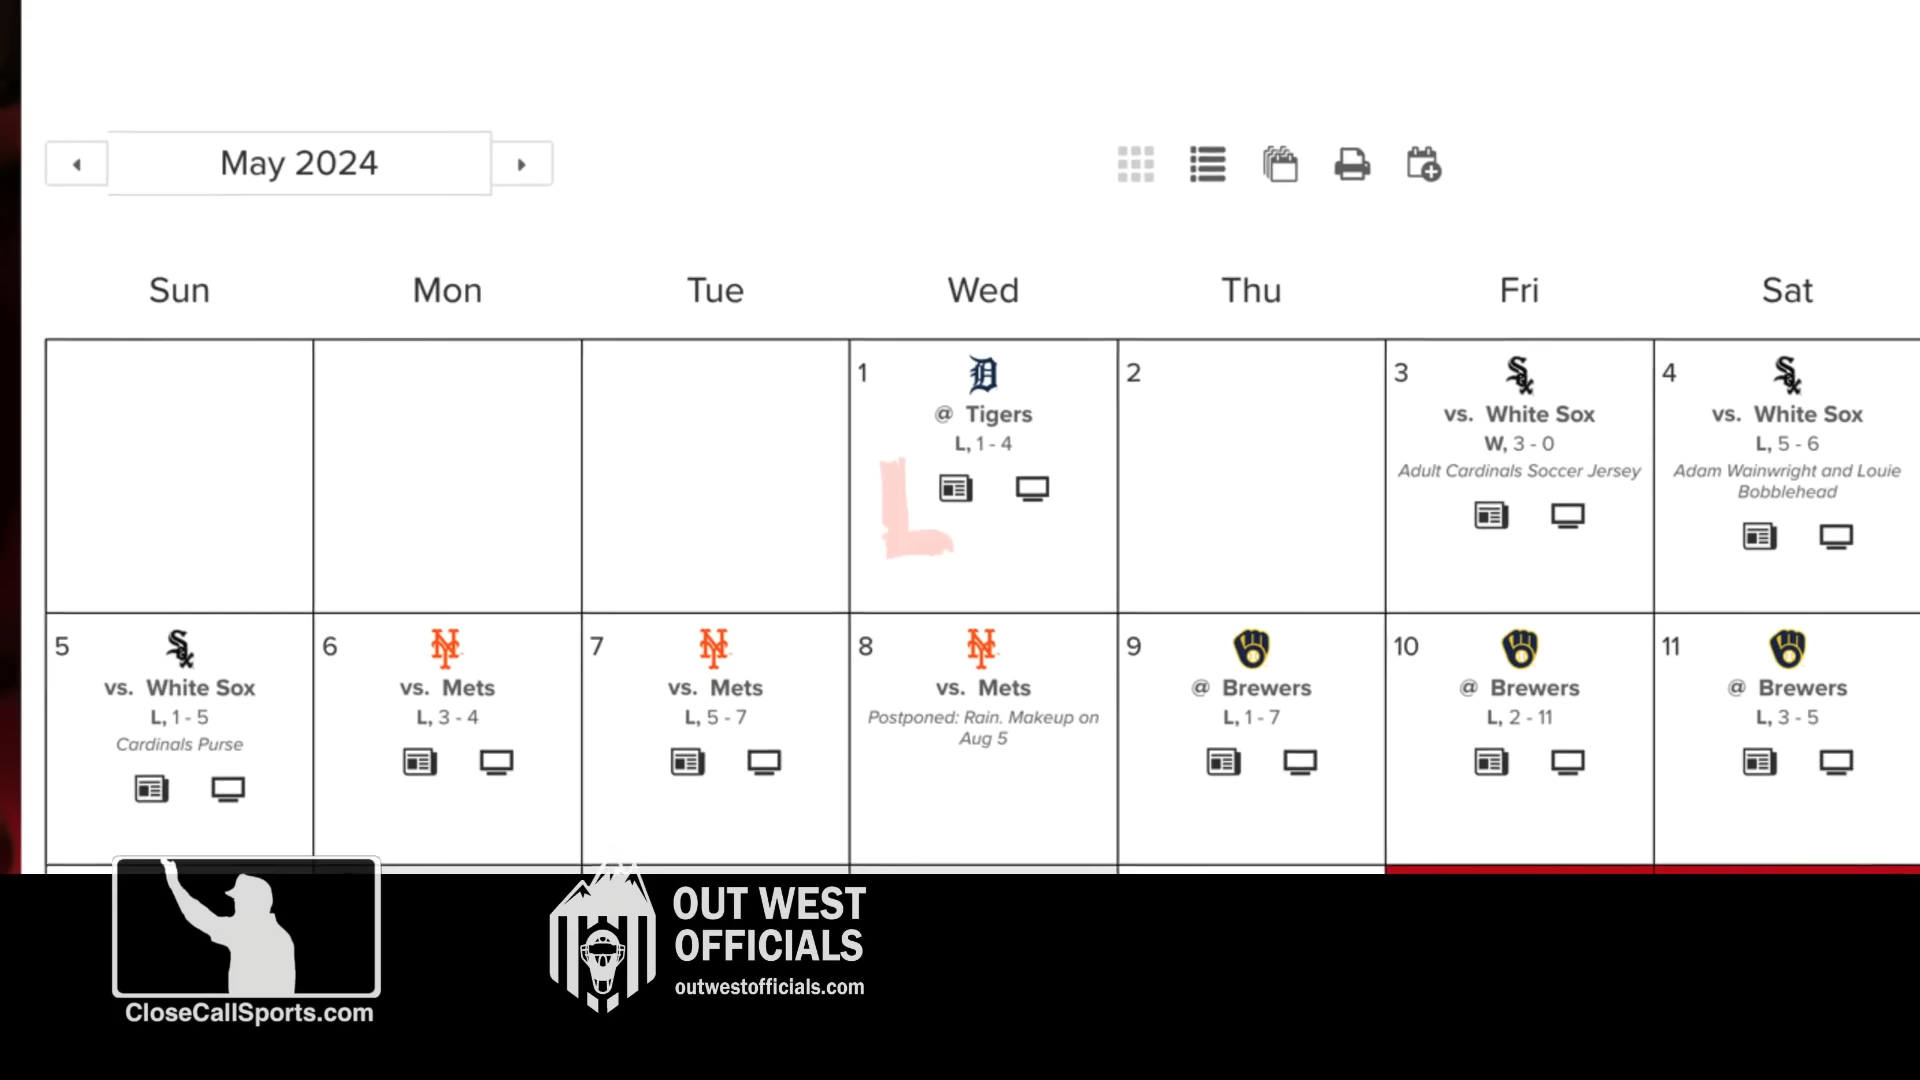 May 2024
Sun Mon Tue Wed Thu Fri Sat
1
@ Tigers
L, 1 - 4
L
2
3
vs. White Sox
W, 3 - 0
Adult Cardinals Soccer Jersey
4
vs. White Sox
L, 5 - 6
Adam Wainwright and Louie
Bobblehead
5
vs. White Sox
L, 1 - 5
Cardinals Purse
6
vs. Mets
L, 3 - 4
7
vs. Mets
L, 5 - 7
8
vs. Mets
Postponed: Rain. Makeup on
Aug 5
9
@ Brewers
L, 1 - 7
10
@ Brewers
L, 2 - 11
11
@ Brewers
L, 3 - 5
CloseCallSports.com
OUT WEST
OFFICIALS
outwestofficials.com